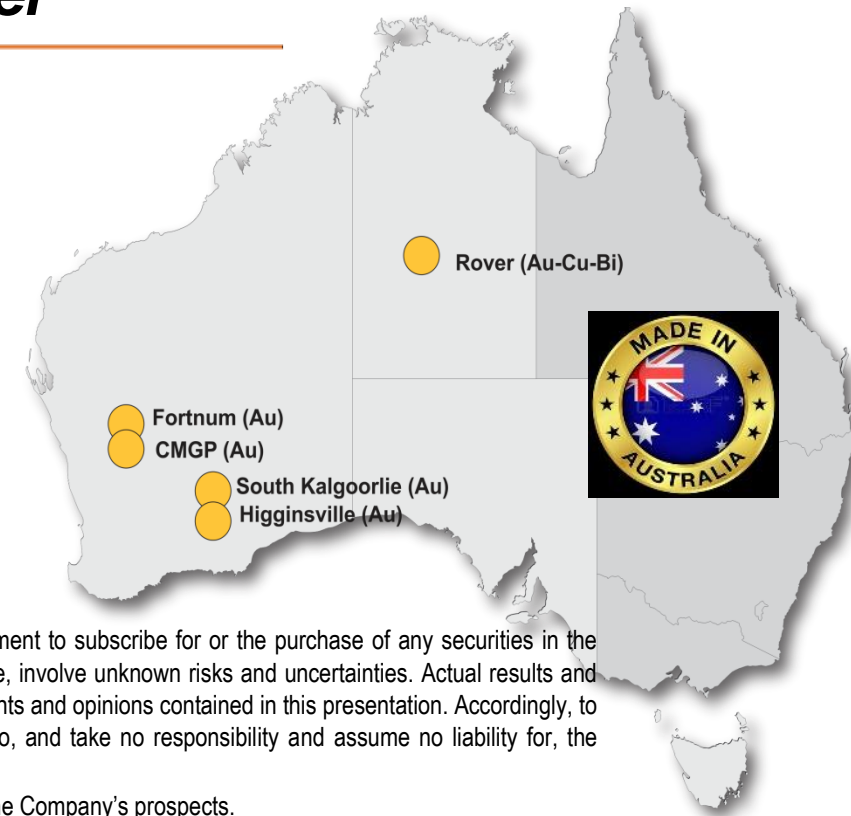 er
Rover (Au-Cu-Bi)
MADE IN
AUSTRALIA
Fortnum (Au)
CMGP (Au)
South Kalgoorlie (Au)
Higginsville (Au)
ment to subscribe for or the purchase of any securities in the
e, involve unknown risks and uncertainties. Actual results and
nts and opinions contained in this presentation. Accordingly, to
o, and take no responsibility and assume no liability for, the
he Company's prospects.